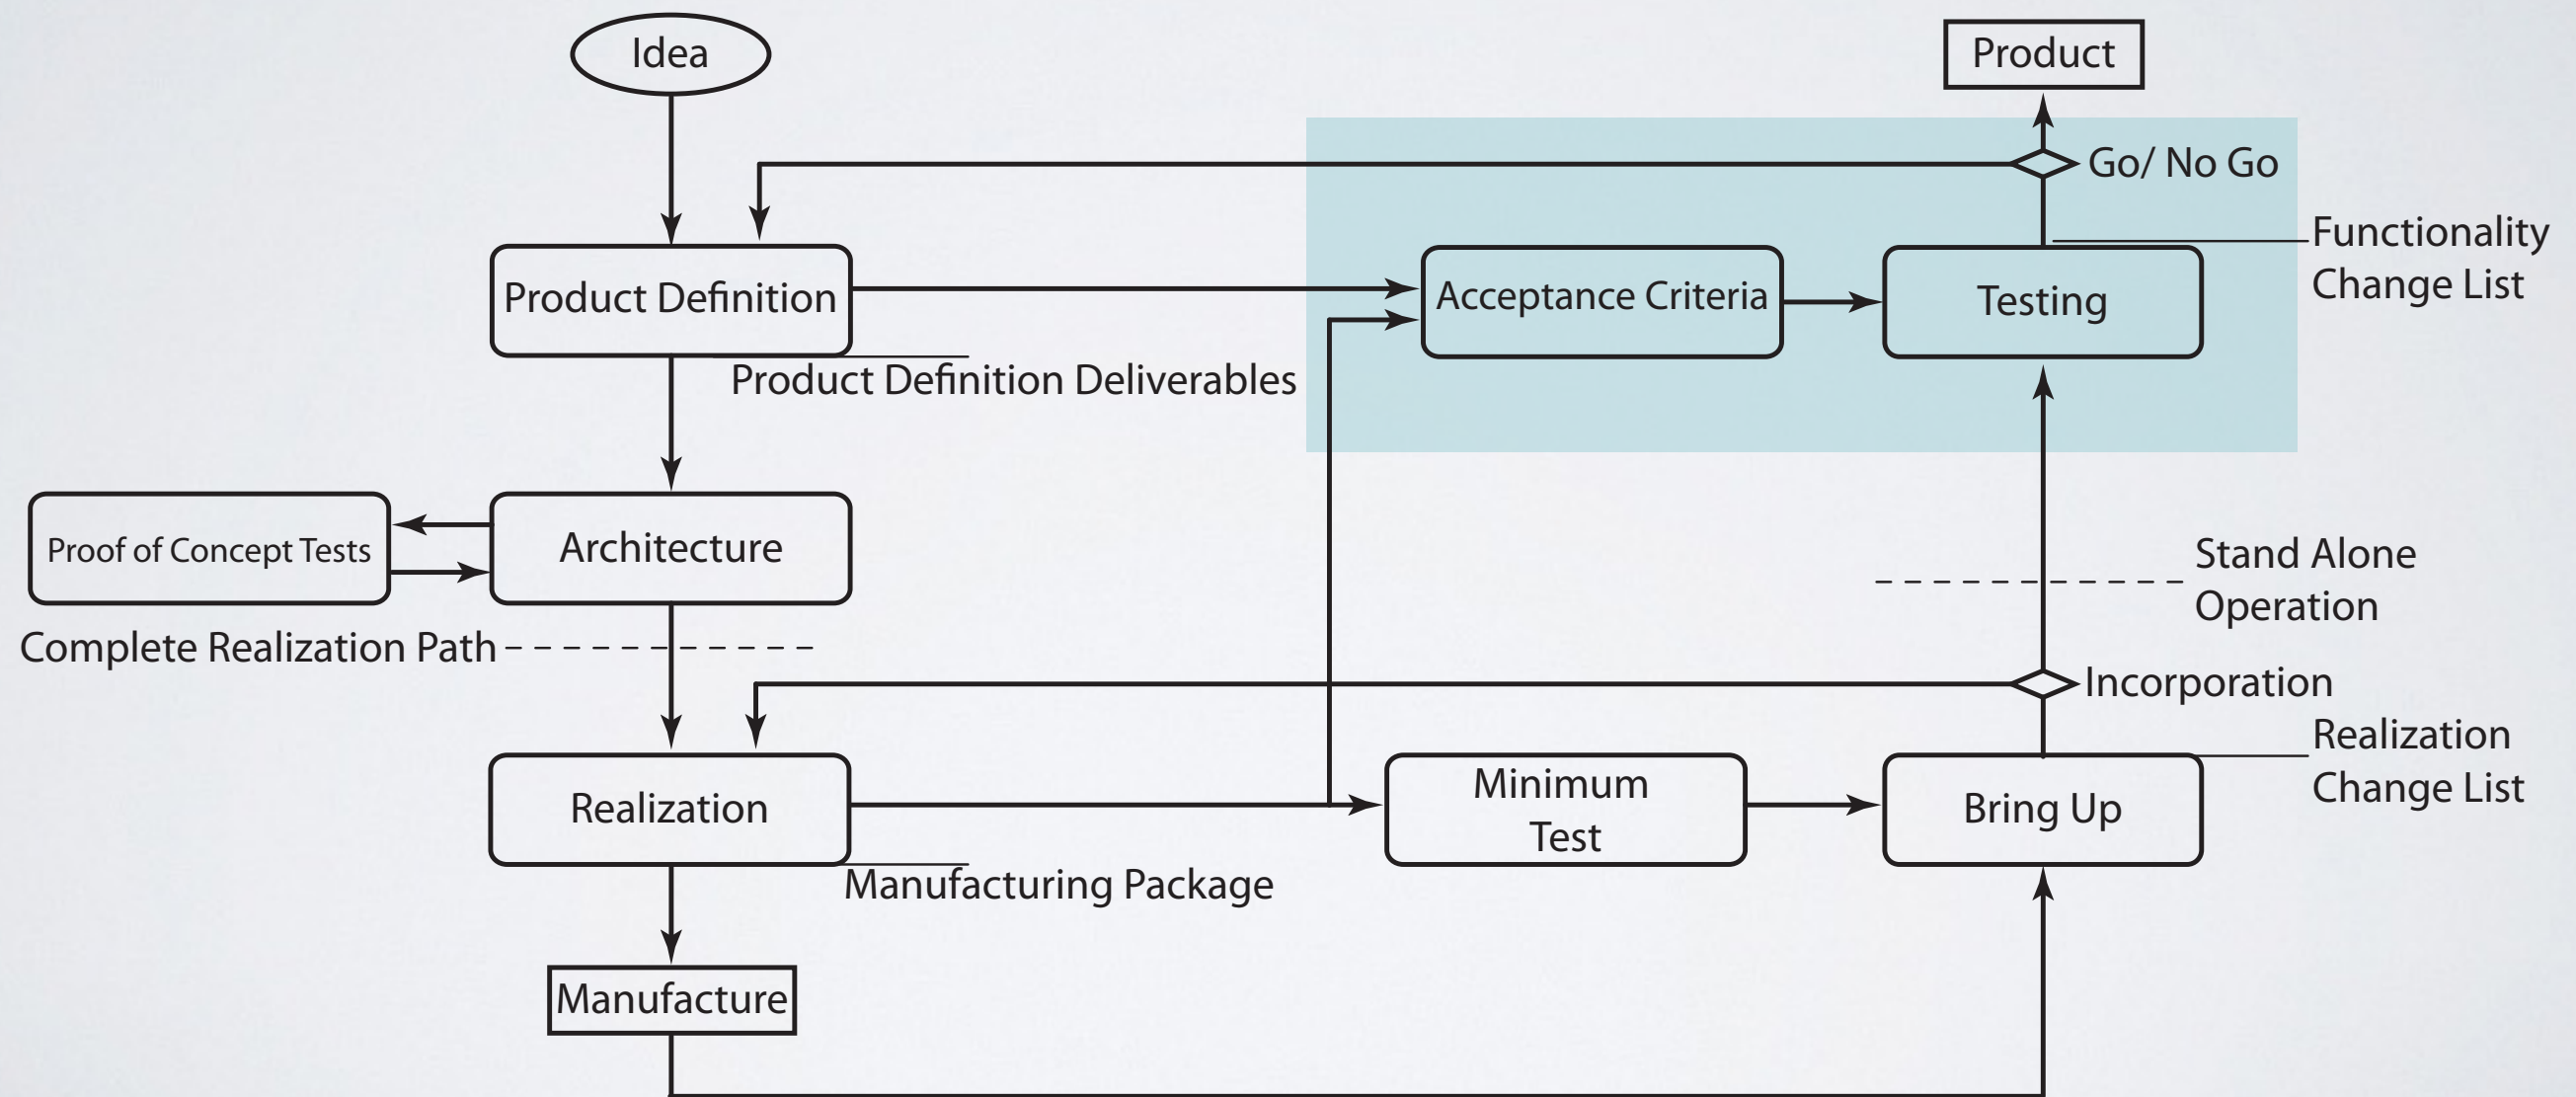 Idea
Product
Go/ No Go
Functionality
Change List
Product Definition
Acceptance Criteria
Testing
Product Definition Deliverables
Proof of Concept Tests
Architecture
Stand Alone
Operation
Complete Realization Path
Incorporation
Realization
Change List
Realization
Minimum
Test
Bring Up
Manufacturing Package
Manufacture